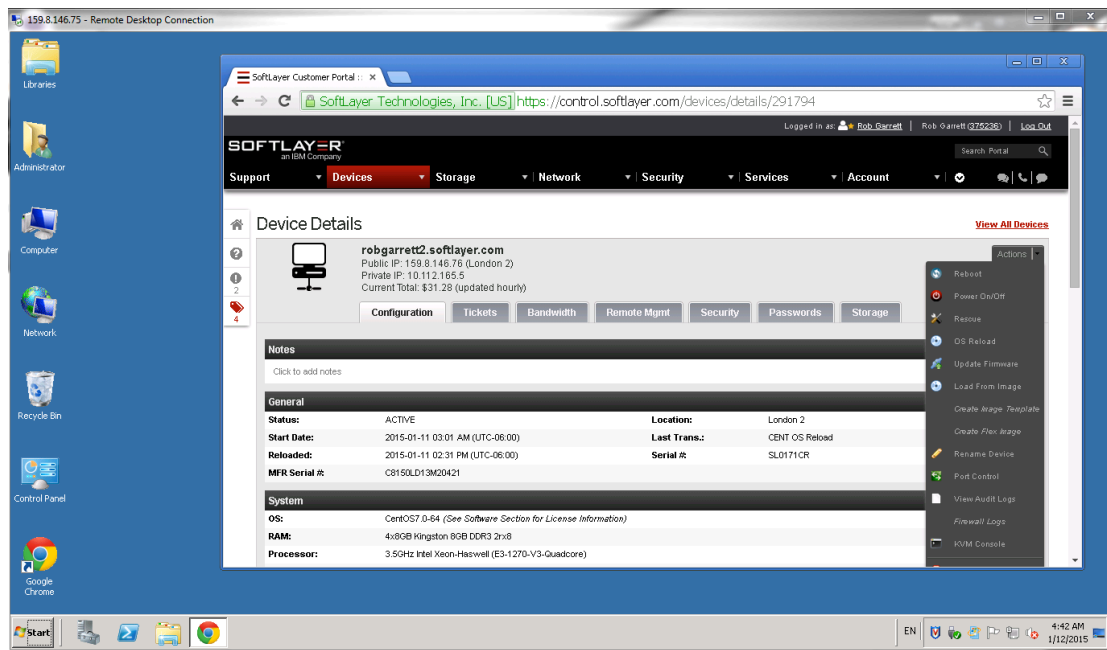 159.8.146.75 - Remote Desktop Connection
Libraries
Administrator
Computer
Network
Recycle Bin
Control Panel
Google
Chrome
SoftLayer Customer Portal ::
SoftLayer Technologies, Inc. [US] https://control.softlayer.com/devices/details/291794
Logged in as: Rob Garrett | Rob Garrett (375236) | Log Out
SOFTLAYER
an IBM Company
Search Portal
Support Devices Storage Network Security Services Account
Device Details
View All Devices
2
4
robgarrett2.softlayer.com
Public IP: 159.8.146.76 (London 2)
Private IP: 10.112.165.5
Current Total: $31.28 (updated hourly)
Actions
Configuration Tickets Bandwidth Remote Mgmt Security Passwords Storage
Reboot
Power On/Off
Rescue
OS Reload
Update Firmware
Load From Image
Create Image Template
Create Flex Image
Rename Device
Port Control
View Audit Logs
Firewall Logs
KVM Console
Notes
Click to add notes
General
Status: ACTIVE Location: London 2
Start Date: 2015-01-11 03:01 AM (UTC-06:00) Last Trans.: CENT OS Reload
Reloaded: 2015-01-11 02:31 PM (UTC-06:00) Serial #: SL0171CR
MFR Serial #: C8150LD13M20421
System
OS: CentOS7.0-64 (See Software Section for License Information)
RAM: 4x8GB Kingston 8GB DDR3 2rx8
Processor: 3.5GHz Intel Xeon-Haswell (E3-1270-V3-Quadcore)
Start
EN
4:42 AM
1/12/2015